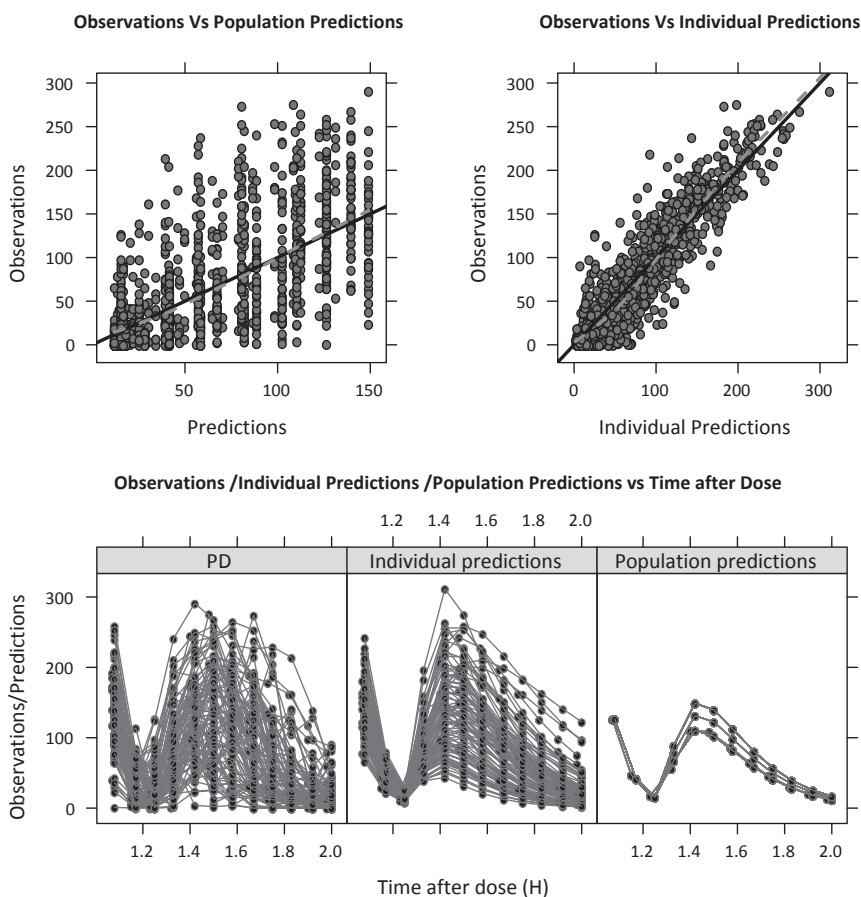 Observations Vs Population Predictions
Observations
300
250
200
150
100
50
0
50 100 150
Predictions
Observations Vs Individual Predictions
Observations
300
250
200
150
100
50
0
0 100 200 300
Individual Predictions
Observations /Individual Predictions /Population Predictions vs Time after Dose
1.2 1.4 1.6 1.8 2.0
PD Individual predictions Population predictions
Observations/Predictions
300
200
100
0
1.2 1.4 1.6 1.8 2.0 1.2 1.4 1.6 1.8 2.0
Time after dose (H)